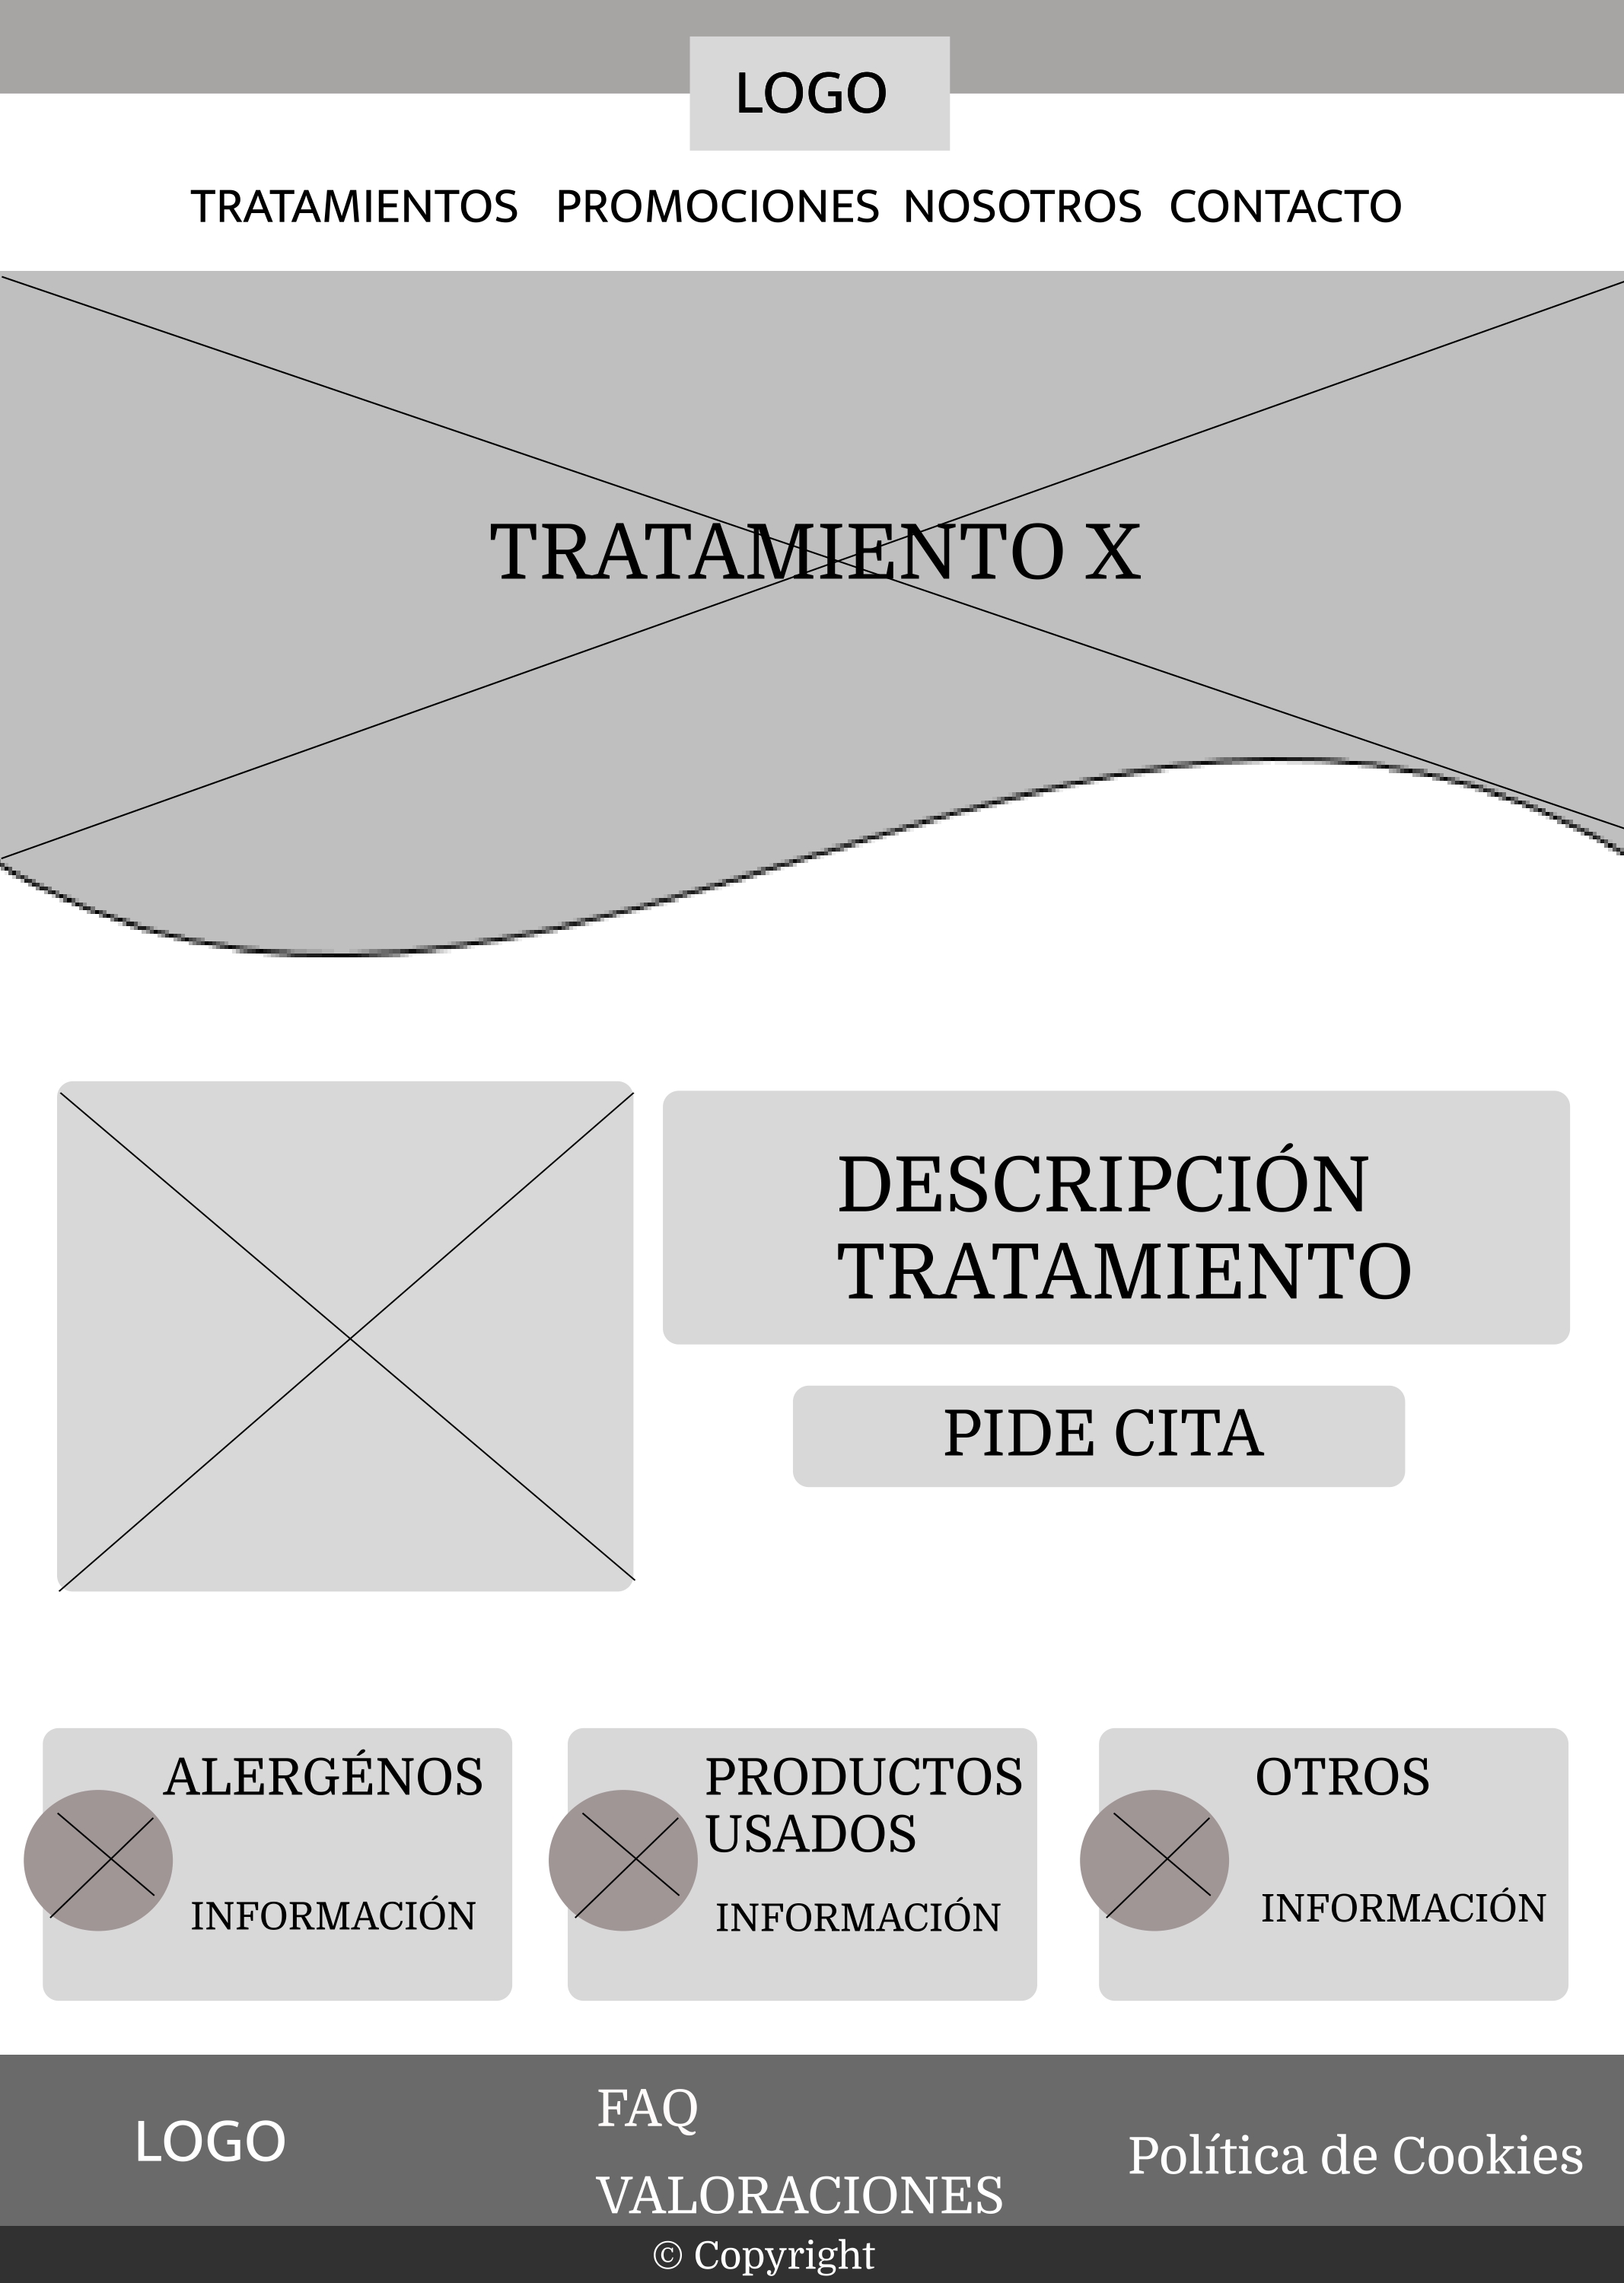 LOGO
TRATAMIENTOS PROMOCIONES NOSOTROS CONTACTO
TRATAMIENTO X
DESCRIPCIÓN
TRATAMIENTO
PIDE CITA
ALERGÉNOS
INFORMACIÓN
PRODUCTOS
USADOS
INFORMACIÓN
OTROS
INFORMACIÓN
LOGO
FAQ
VALORACIONES
Política de Cookies
© Copyright